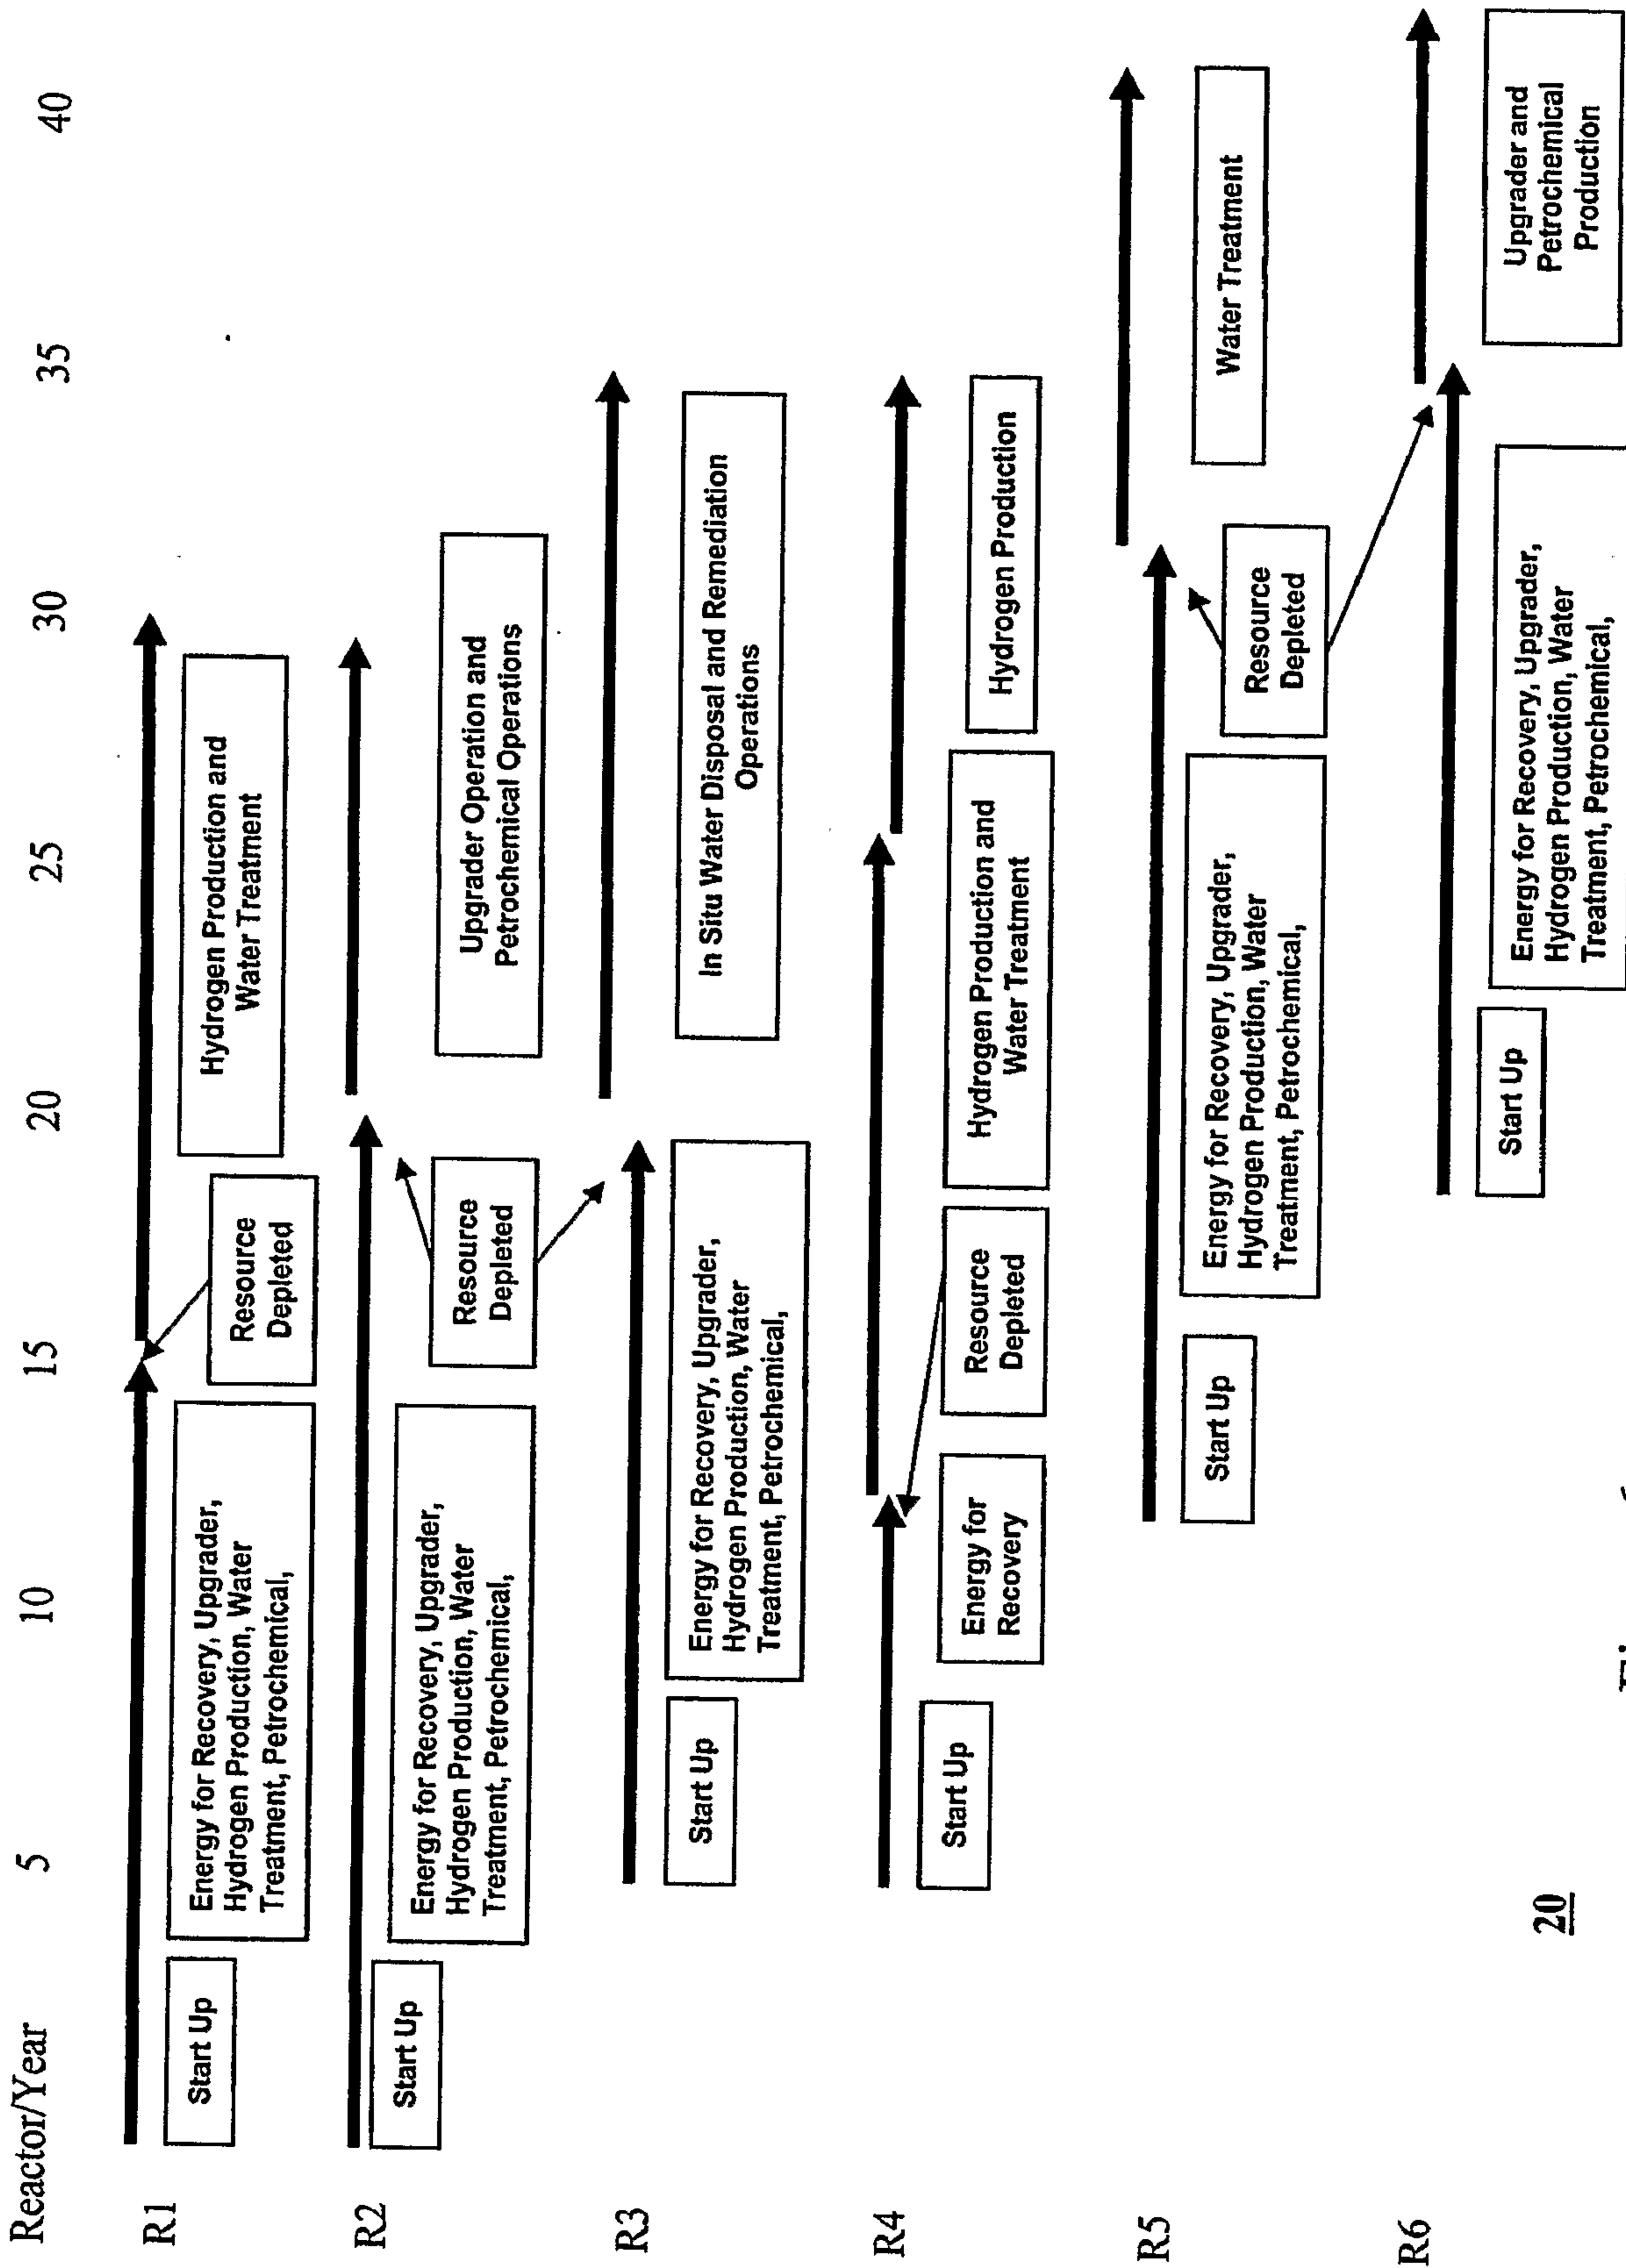 Reactor/Year 5 10 15 20 25 30 35 40
R1
Start Up
Energy for Recovery, Upgrader,
Hydrogen Production, Water
Treatment, Petrochemical,
Resource
Depleted
Hydrogen Production and
Water Treatment
R2
Start Up
Energy for Recovery, Upgrader,
Hydrogen Production, Water
Treatment, Petrochemical,
Resource
Depleted
Upgrader Operation and
Petrochemical Operations
R3
Start Up
Energy for Recovery, Upgrader,
Hydrogen Production, Water
Treatment, Petrochemical,
In Situ Water Disposal and Remediation
Operations
R4
Start Up
Energy for
Recovery
Resource
Depleted
Hydrogen Production and
Water Treatment
Hydrogen Production
R5
Start Up
Energy for Recovery, Upgrader,
Hydrogen Production, Water
Treatment, Petrochemical,
Resource
Depleted
Water Treatment
R6
Start Up
Energy for Recovery, Upgrader,
Hydrogen Production, Water
Treatment, Petrochemical,
Upgrader and
Petrochemical
Production
20